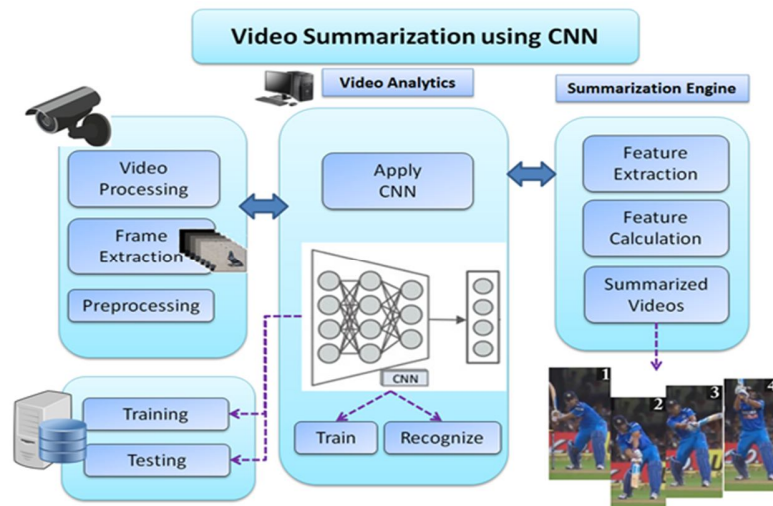 Video Summarization using CNN
Video Analytics
Summarization Engine
Video
Processing
Frame
Extraction
Preprocessing
Apply
CNN
CNN
Train
Recognize
Feature
Extraction
Feature
Calculation
Summarized
Videos
Training
Testing
1
2
3
4